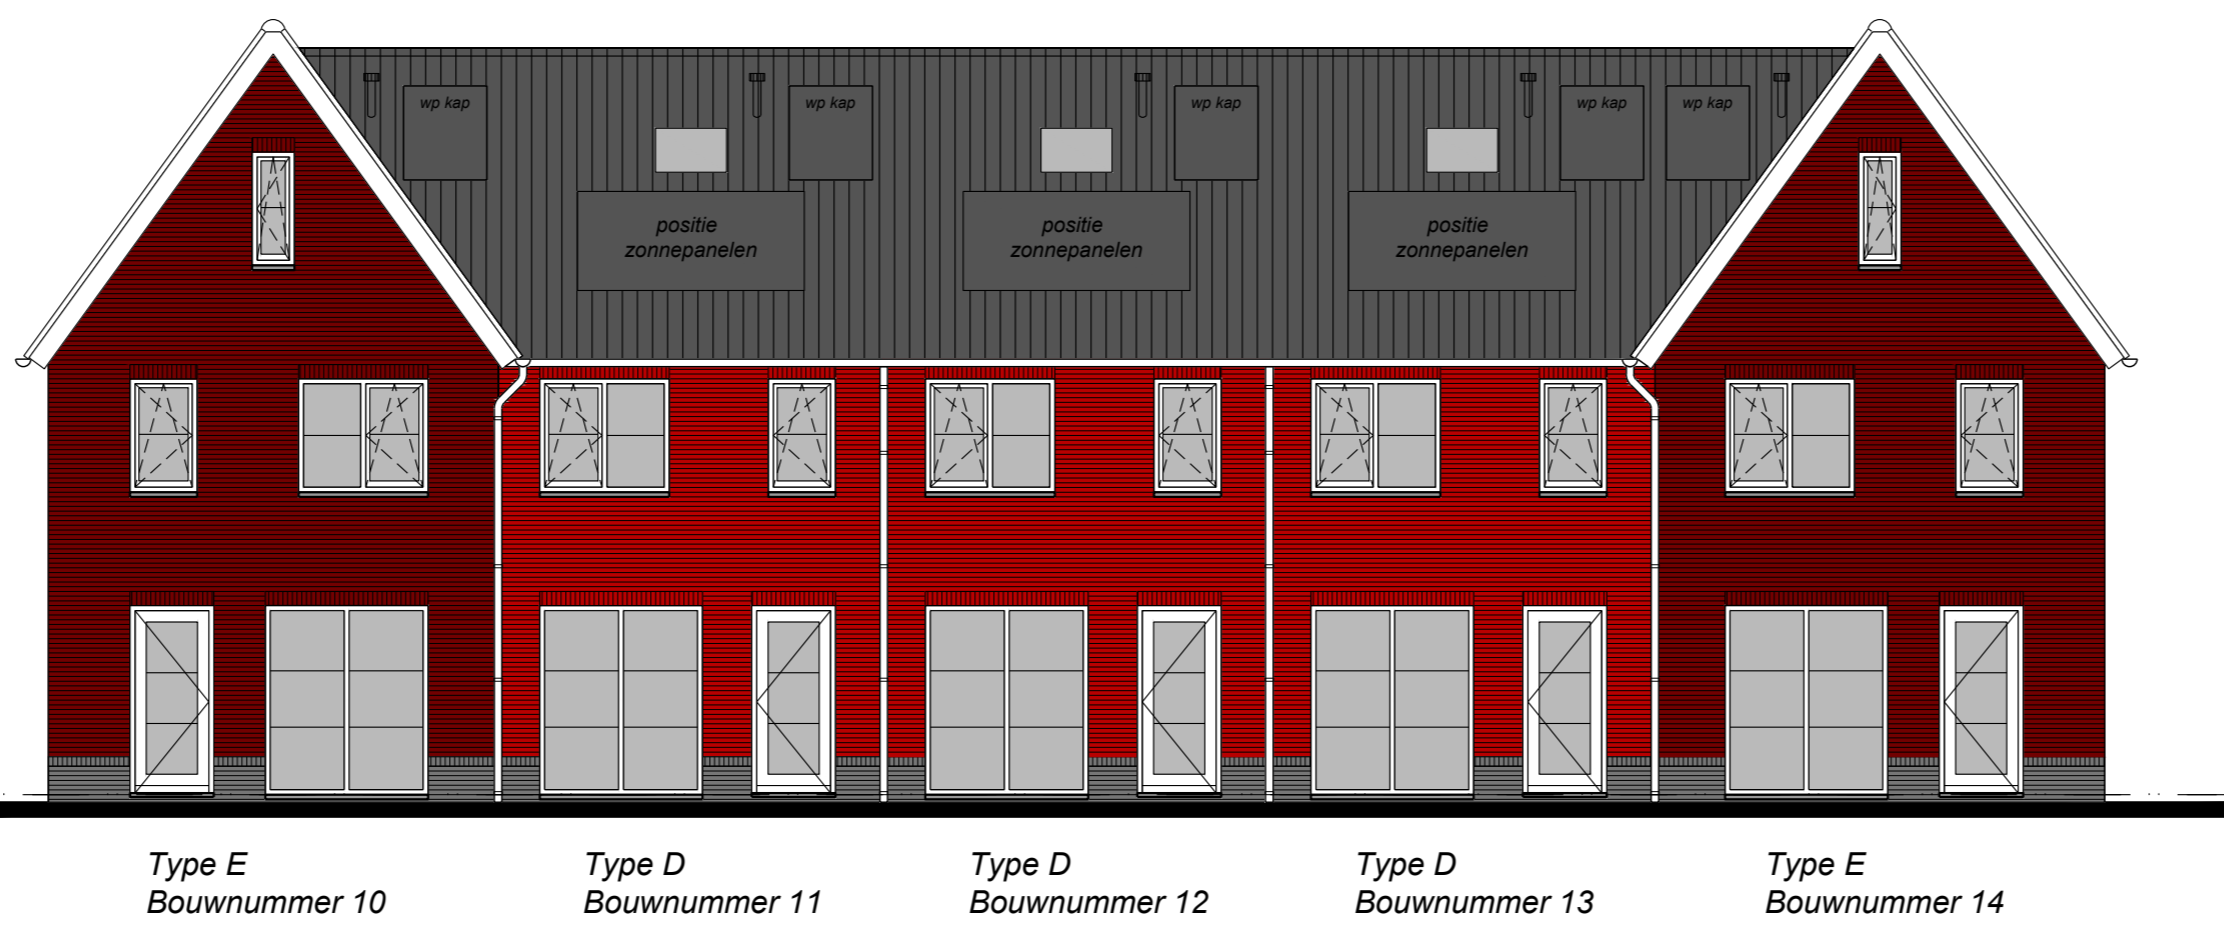 wp kap
wp kap
wp kap
wp kap
wp kap
positie
zonnepanelen
positie
zonnepanelen
positie
zonnepanelen
Type E
Bouwnummer 10
Type D
Bouwnummer 11
Type D
Bouwnummer 12
Type D
Bouwnummer 13
Type E
Bouwnummer 14